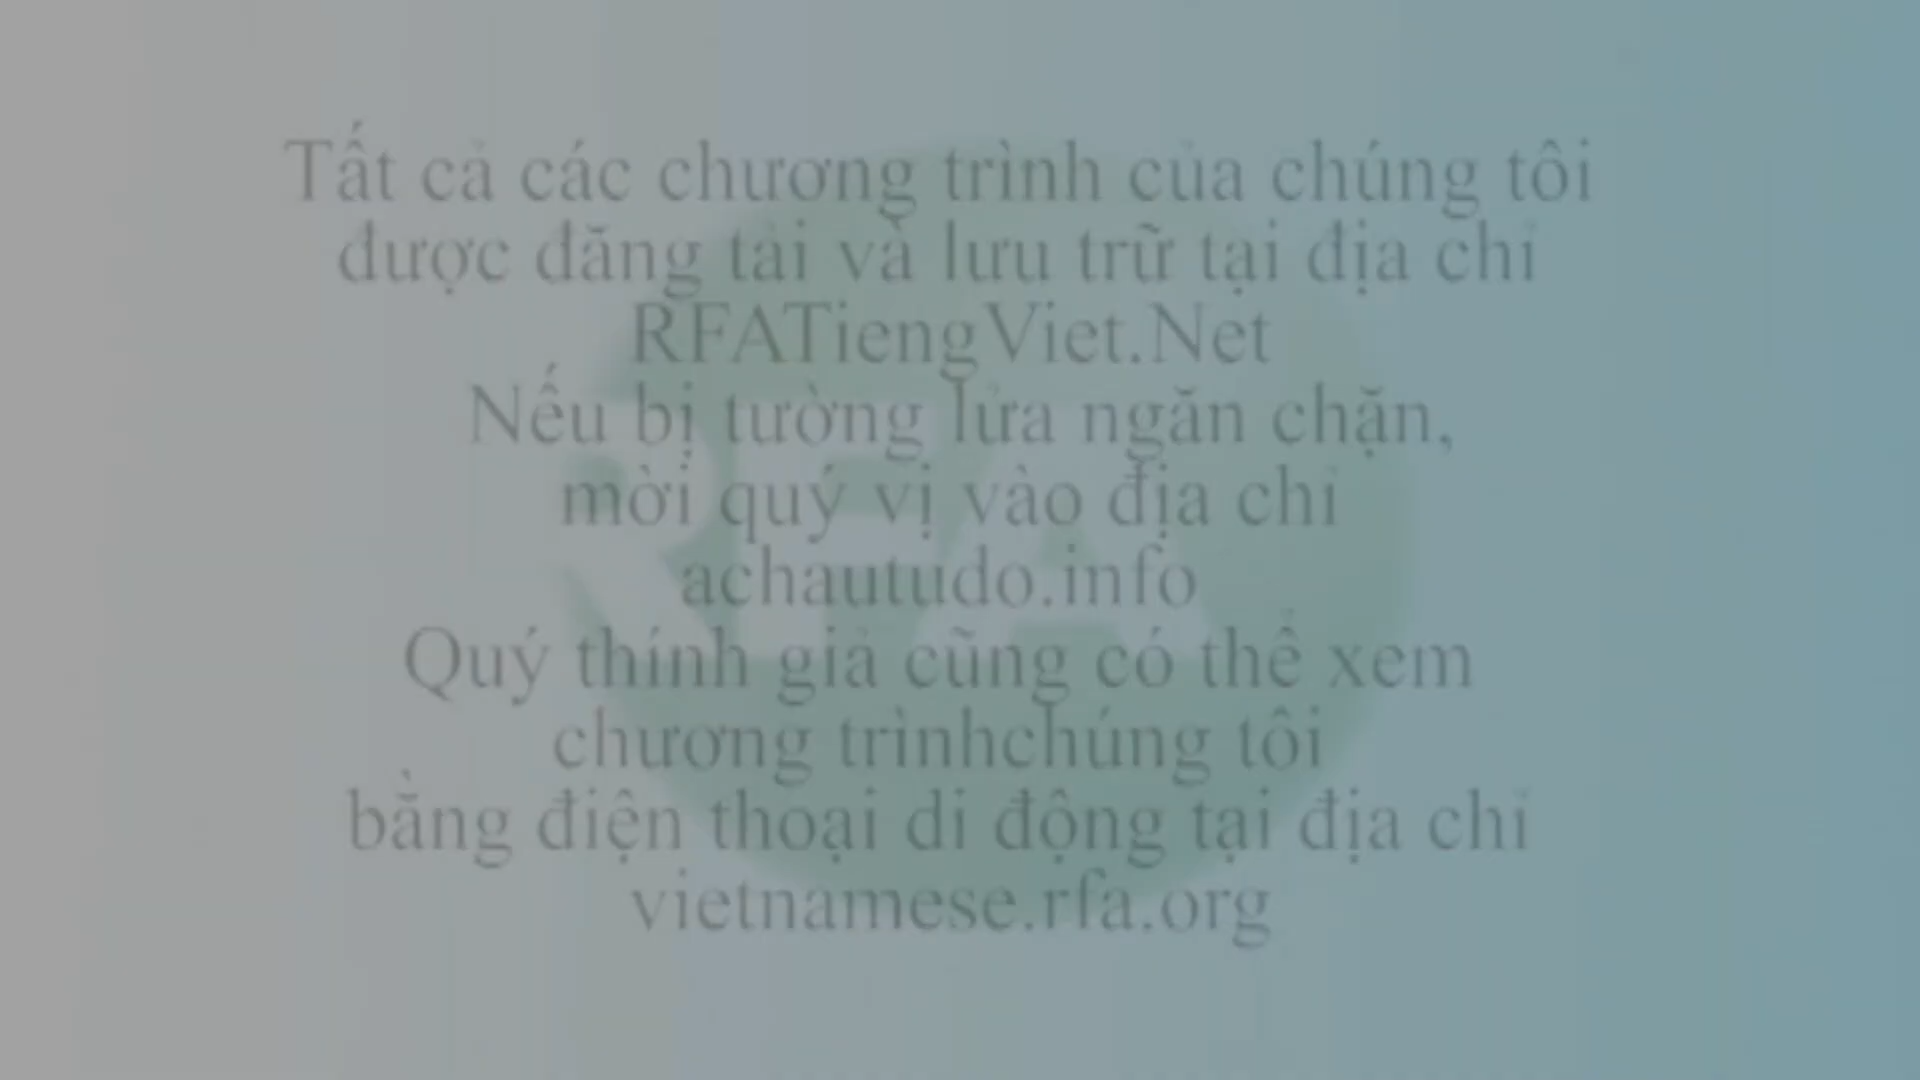 Tất cả các chương trình của chúng tôi
được đăng tải và lưu trữ tại địa chỉ
RFATiengViet.Net
Nếu bị tường lửa ngăn chặn,
mời quý vị vào địa chỉ
achautudo.info
Quý thính giả cũng có thể xem
chương trìnhchúng tôi
bằng điện thoại di động tại địa chỉ
vietnamese.rfa.org
RFA